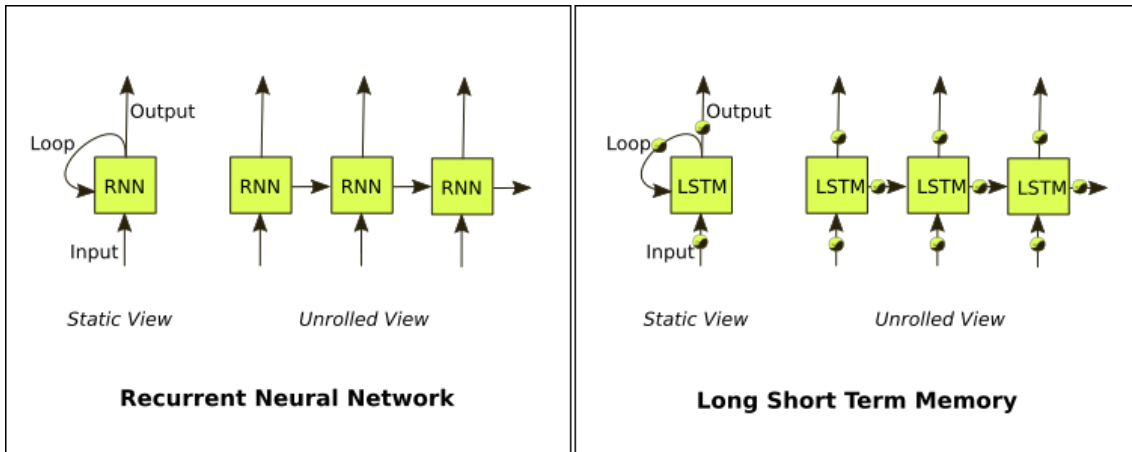 Output
Loop
RNN
Input
Static View
RNN
RNN
RNN
Unrolled View
Recurrent Neural Network
Output
Loop
LSTM
Input
Static View
LSTM
LSTM
LSTM
Unrolled View
Long Short Term Memory